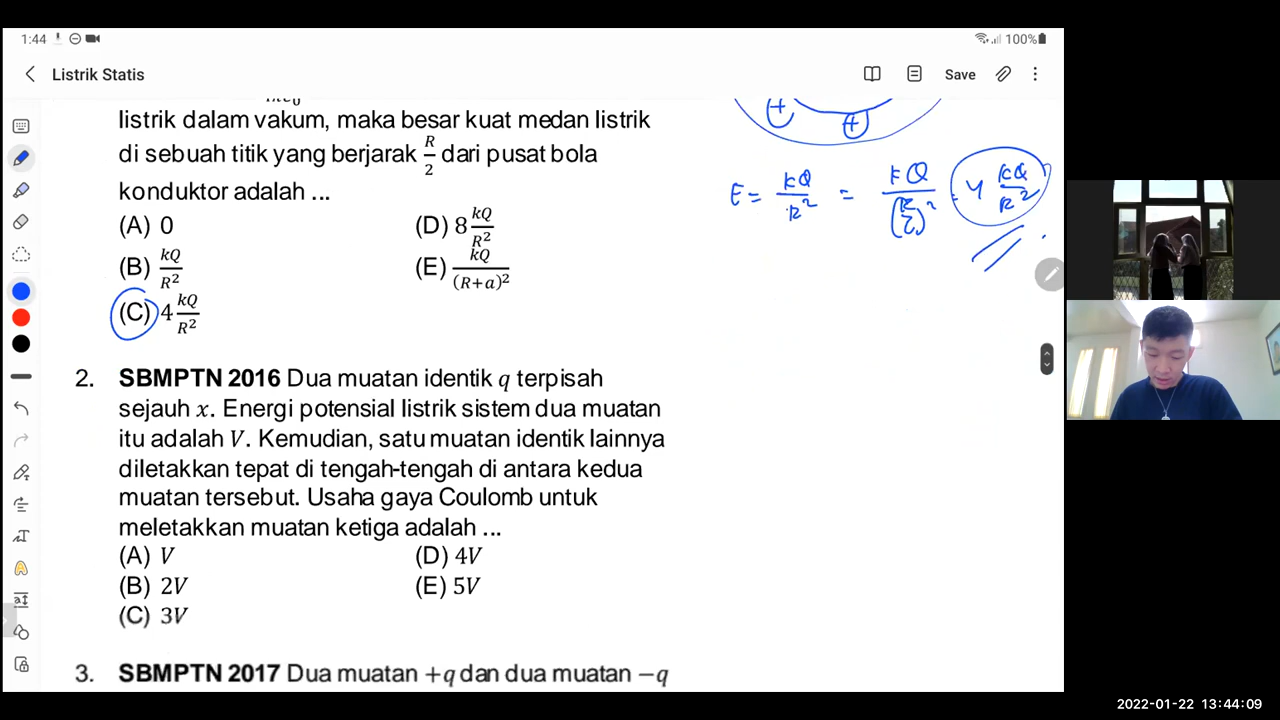 1:44
100%
Listrik Statis
Save
listrik dalam vakum, maka besar kuat medan listrik
di sebuah titik yang berjarak R/2 dari pusat bola
konduktor adalah ...
(A) 0
(B) kQ/R²
(C) 4 kQ/R²
(D) 8 kQ/R²
(E) kQ/(R+a)²
+ +
E = kQ/R² = kQ/(R/2)² = 4 kQ/R²
2. SBMPTN 2016 Dua muatan identik q terpisah
sejauh x. Energi potensial listrik sistem dua muatan
itu adalah V. Kemudian, satu muatan identik lainnya
diletakkan tepat di tengah-tengah di antara kedua
muatan tersebut. Usaha gaya Coulomb untuk
meletakkan muatan ketiga adalah ...
(A) V
(B) 2V
(C) 3V
(D) 4V
(E) 5V
3. SBMPTN 2017 Dua muatan +q dan dua muatan −q
2022-01-22 13:44:09